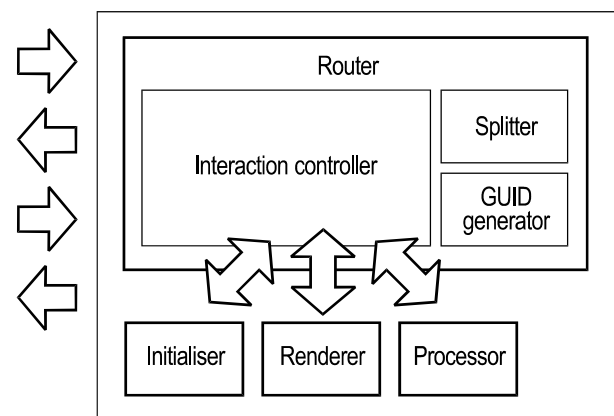 Router
Interaction controller
Splitter
GUID
generator
Initialiser
Renderer
Processor